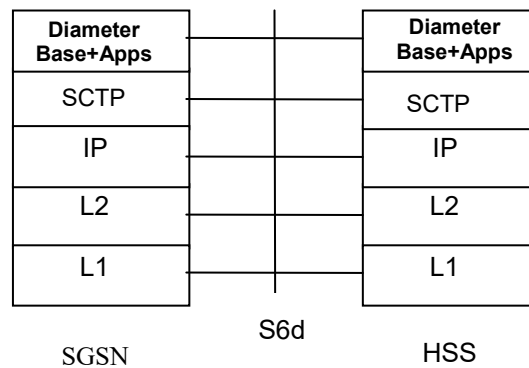 Diameter
Base+Apps
SCTP
IP
L2
L1
SGSN
S6d
Diameter
Base+Apps
SCTP
IP
L2
L1
HSS